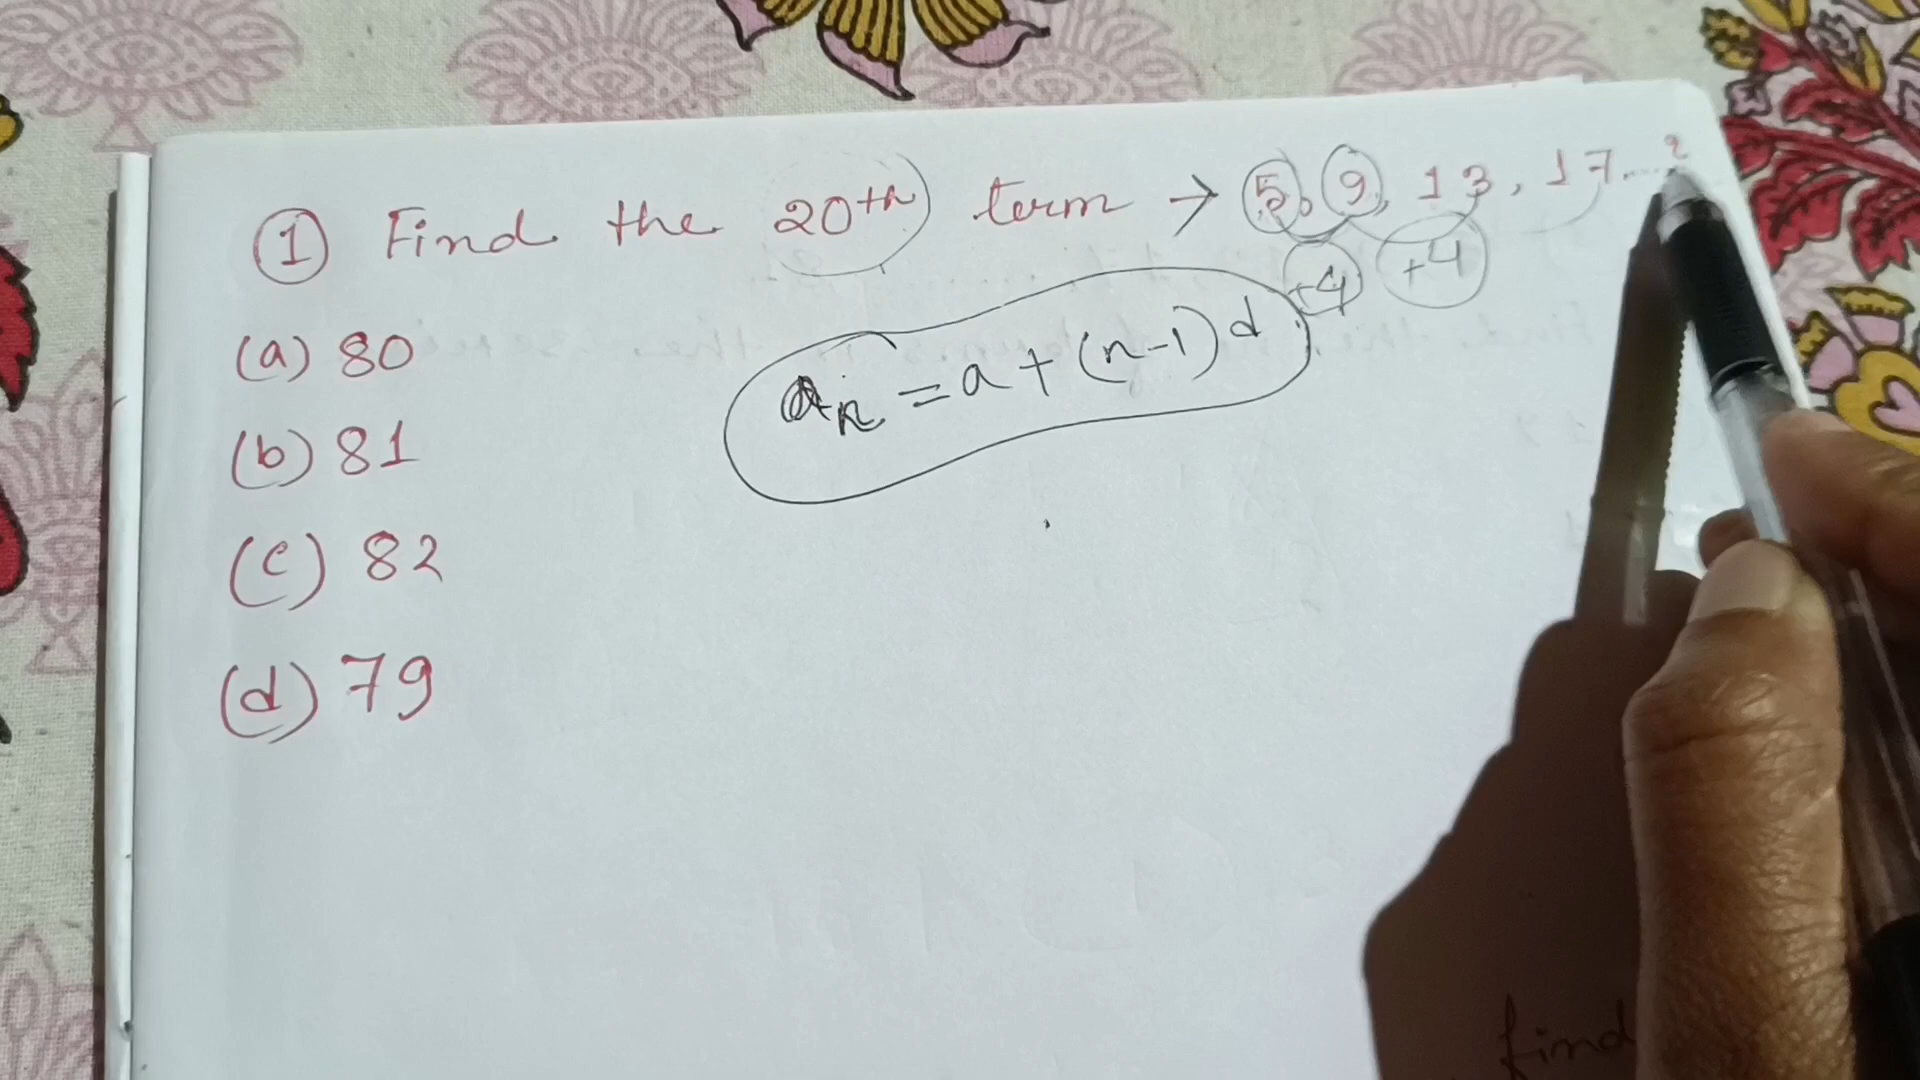 ① Find the 20th term → 5, 9, 13, 17.....?
+4 +4
an = a + (n-1) d
(a) 80
(b) 81
(c) 82
(d) 79
find